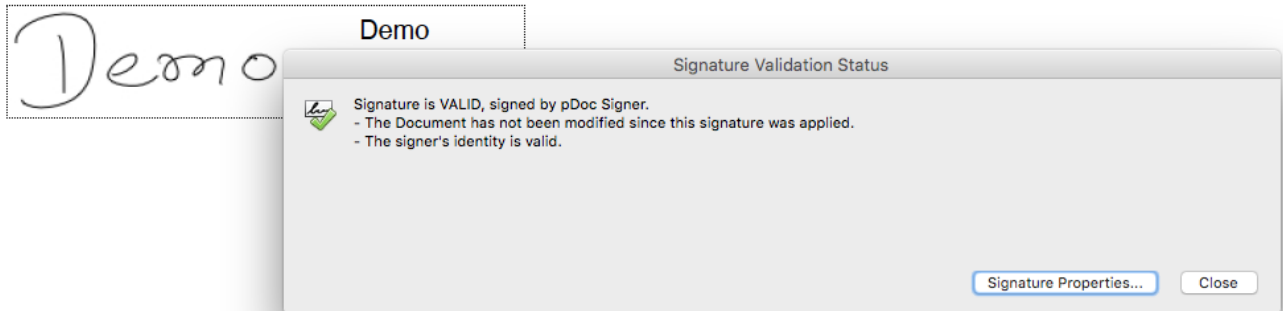 Demo
Demo
Signature Validation Status
Signature is VALID, signed by pDoc Signer.
- The Document has not been modified since this signature was applied.
- The signer's identity is valid.
Signature Properties... Close